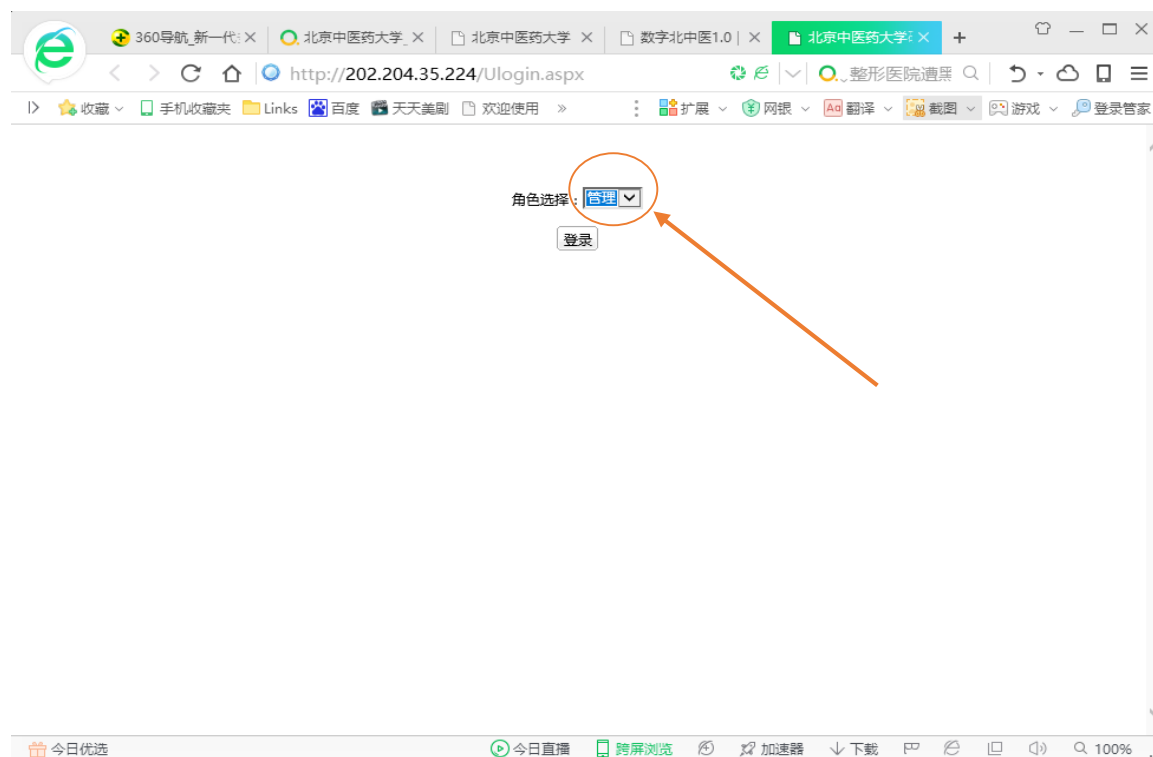 360导航_新一代 北京中医药大学_ 北京中医药大学 数字北中医1.0 | 北京中医药大学
http://202.204.35.224/Ulogin.aspx 整形医院遭
收藏 手机收藏夹 Links 百度 天天美剧 欢迎使用 » 扩展 网银 Aa 翻译 截图 游戏 登录管家
角色选择：管理
登录
今日优选 今日直播 跨屏浏览 加速器 下载 100%